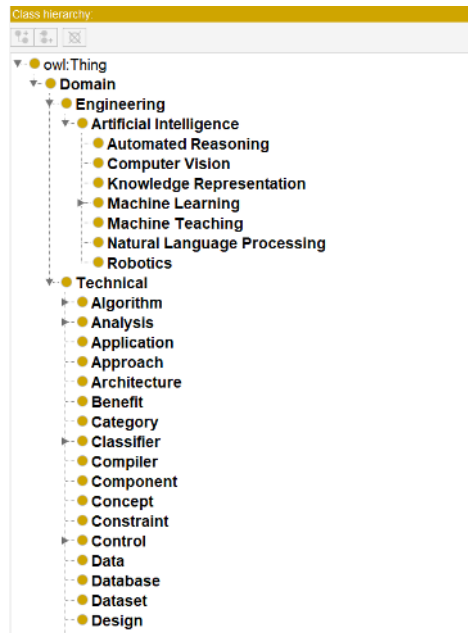 Class hierarchy:
owl:Thing
Domain
Engineering
Artificial Intelligence
Automated Reasoning
Computer Vision
Knowledge Representation
Machine Learning
Machine Teaching
Natural Language Processing
Robotics
Technical
Algorithm
Analysis
Application
Approach
Architecture
Benefit
Category
Classifier
Compiler
Component
Concept
Constraint
Control
Data
Database
Dataset
Design